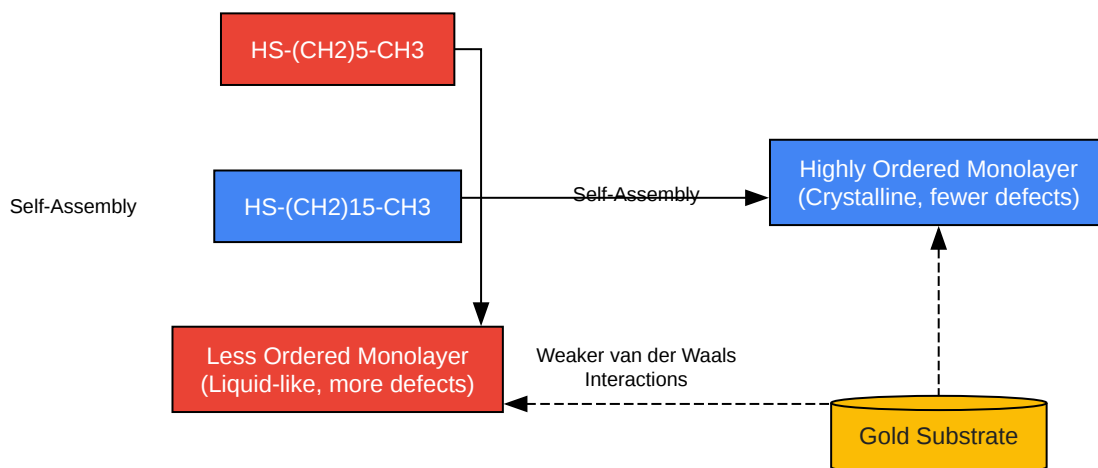 HS-(CH2)5-CH3
Highly Ordered Monolayer
(Crystalline, fewer defects)
Self-Assembly
HS-(CH2)15-CH3
Self-Assembly
Less Ordered Monolayer
(Liquid-like, more defects)
Weaker van der Waals
Interactions
Gold Substrate